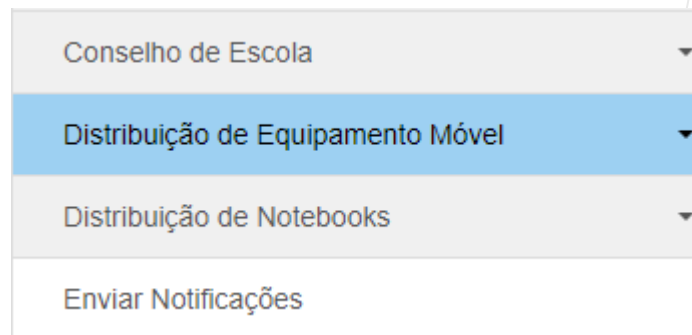 Conselho de Escola
Distribuição de Equipamento Móvel
Distribuição de Notebooks
Enviar Notificações